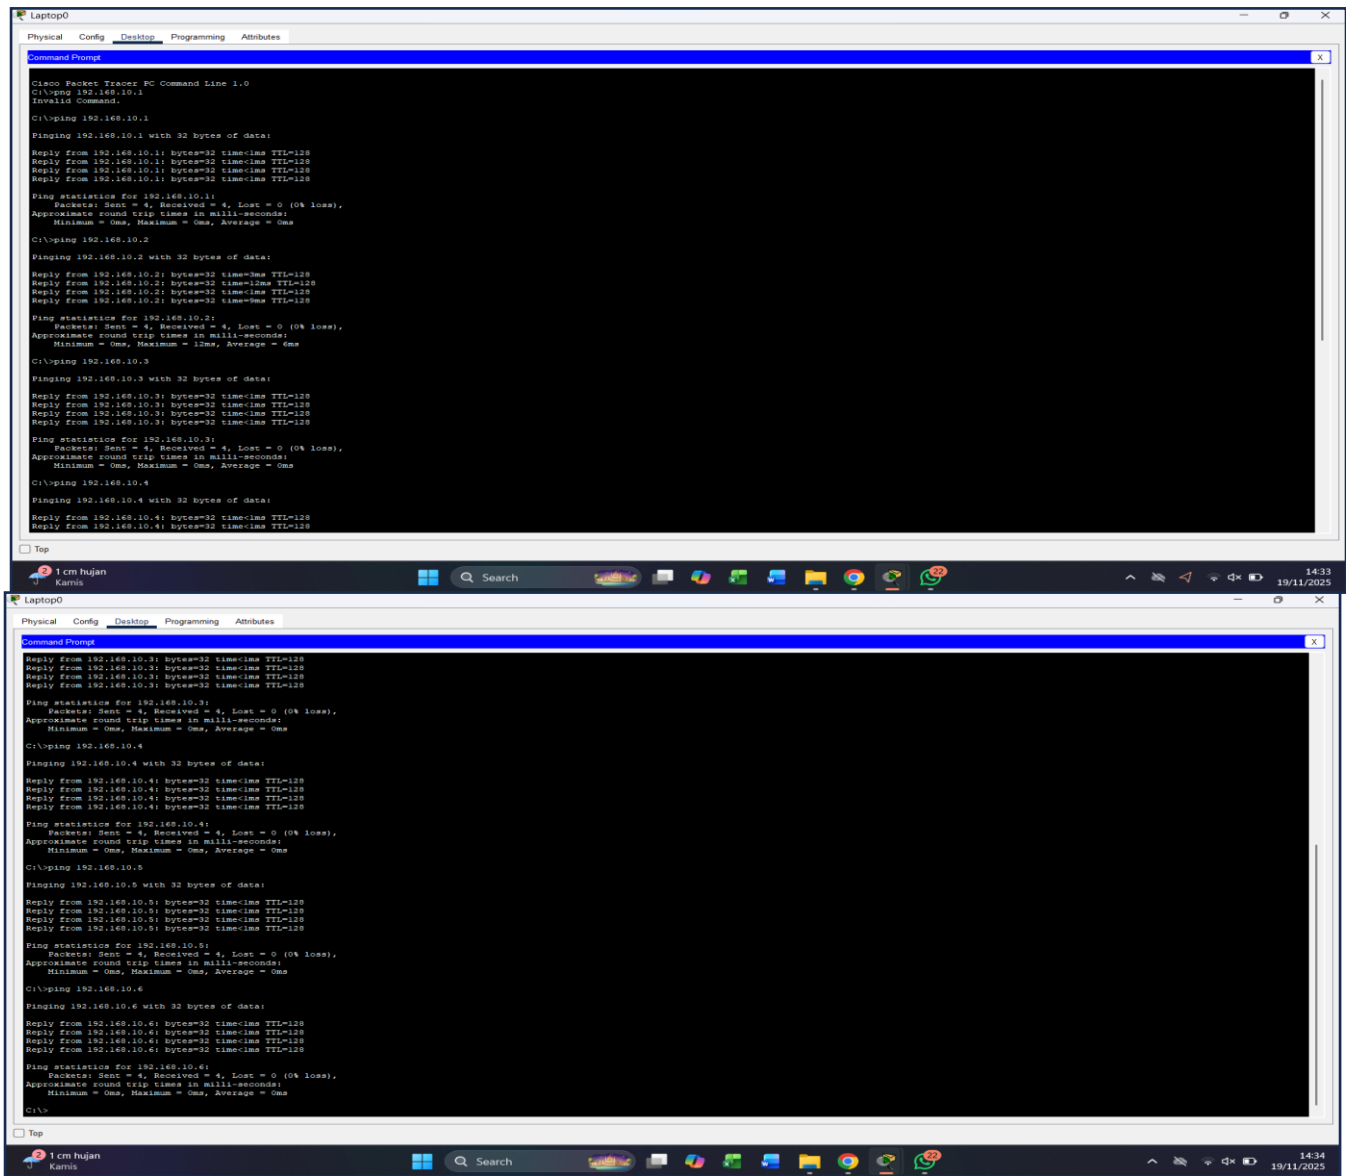 Laptop0
Physical Config Desktop Programming Attributes
Command Prompt X
Cisco Packet Tracer PC Command Line 1.0
C:\>png 192.168.10.1
Invalid Command.
C:\>ping 192.168.10.1
Pinging 192.168.10.1 with 32 bytes of data:
Reply from 192.168.10.1: bytes=32 time<1ms TTL=128
Reply from 192.168.10.1: bytes=32 time<1ms TTL=128
Reply from 192.168.10.1: bytes=32 time<1ms TTL=128
Reply from 192.168.10.1: bytes=32 time<1ms TTL=128
Ping statistics for 192.168.10.1:
Packets: Sent = 4, Received = 4, Lost = 0 (0% loss),
Approximate round trip times in milli-seconds:
Minimum = 0ms, Maximum = 0ms, Average = 0ms
C:\>ping 192.168.10.2
Pinging 192.168.10.2 with 32 bytes of data:
Reply from 192.168.10.2: bytes=32 time=3ms TTL=128
Reply from 192.168.10.2: bytes=32 time=12ms TTL=128
Reply from 192.168.10.2: bytes=32 time<1ms TTL=128
Reply from 192.168.10.2: bytes=32 time=9ms TTL=128
Ping statistics for 192.168.10.2:
Packets: Sent = 4, Received = 4, Lost = 0 (0% loss),
Approximate round trip times in milli-seconds:
Minimum = 0ms, Maximum = 12ms, Average = 6ms
C:\>ping 192.168.10.3
Pinging 192.168.10.3 with 32 bytes of data:
Reply from 192.168.10.3: bytes=32 time<1ms TTL=128
Reply from 192.168.10.3: bytes=32 time<1ms TTL=128
Reply from 192.168.10.3: bytes=32 time<1ms TTL=128
Reply from 192.168.10.3: bytes=32 time<1ms TTL=128
Ping statistics for 192.168.10.3:
Packets: Sent = 4, Received = 4, Lost = 0 (0% loss),
Approximate round trip times in milli-seconds:
Minimum = 0ms, Maximum = 0ms, Average = 0ms
C:\>ping 192.168.10.4
Pinging 192.168.10.4 with 32 bytes of data:
Reply from 192.168.10.4: bytes=32 time<1ms TTL=128
Reply from 192.168.10.4: bytes=32 time<1ms TTL=128
Top
2 1 cm hujan
Kamis
Search
22
14:33
19/11/2025
Laptop0
Physical Config Desktop Programming Attributes
Command Prompt X
Reply from 192.168.10.3: bytes=32 time<1ms TTL=128
Reply from 192.168.10.3: bytes=32 time<1ms TTL=128
Reply from 192.168.10.3: bytes=32 time<1ms TTL=128
Reply from 192.168.10.3: bytes=32 time<1ms TTL=128
Ping statistics for 192.168.10.3:
Packets: Sent = 4, Received = 4, Lost = 0 (0% loss),
Approximate round trip times in milli-seconds:
Minimum = 0ms, Maximum = 0ms, Average = 0ms
C:\>ping 192.168.10.4
Pinging 192.168.10.4 with 32 bytes of data:
Reply from 192.168.10.4: bytes=32 time<1ms TTL=128
Reply from 192.168.10.4: bytes=32 time<1ms TTL=128
Reply from 192.168.10.4: bytes=32 time<1ms TTL=128
Reply from 192.168.10.4: bytes=32 time<1ms TTL=128
Ping statistics for 192.168.10.4:
Packets: Sent = 4, Received = 4, Lost = 0 (0% loss),
Approximate round trip times in milli-seconds:
Minimum = 0ms, Maximum = 0ms, Average = 0ms
C:\>ping 192.168.10.5
Pinging 192.168.10.5 with 32 bytes of data:
Reply from 192.168.10.5: bytes=32 time<1ms TTL=128
Reply from 192.168.10.5: bytes=32 time<1ms TTL=128
Reply from 192.168.10.5: bytes=32 time<1ms TTL=128
Reply from 192.168.10.5: bytes=32 time<1ms TTL=128
Ping statistics for 192.168.10.5:
Packets: Sent = 4, Received = 4, Lost = 0 (0% loss),
Approximate round trip times in milli-seconds:
Minimum = 0ms, Maximum = 0ms, Average = 0ms
C:\>ping 192.168.10.6
Pinging 192.168.10.6 with 32 bytes of data:
Reply from 192.168.10.6: bytes=32 time<1ms TTL=128
Reply from 192.168.10.6: bytes=32 time<1ms TTL=128
Reply from 192.168.10.6: bytes=32 time<1ms TTL=128
Reply from 192.168.10.6: bytes=32 time<1ms TTL=128
Ping statistics for 192.168.10.6:
Packets: Sent = 4, Received = 4, Lost = 0 (0% loss),
Approximate round trip times in milli-seconds:
Minimum = 0ms, Maximum = 0ms, Average = 0ms
C:\>
Top
2 1 cm hujan
Kamis
Search
22
14:34
19/11/2025